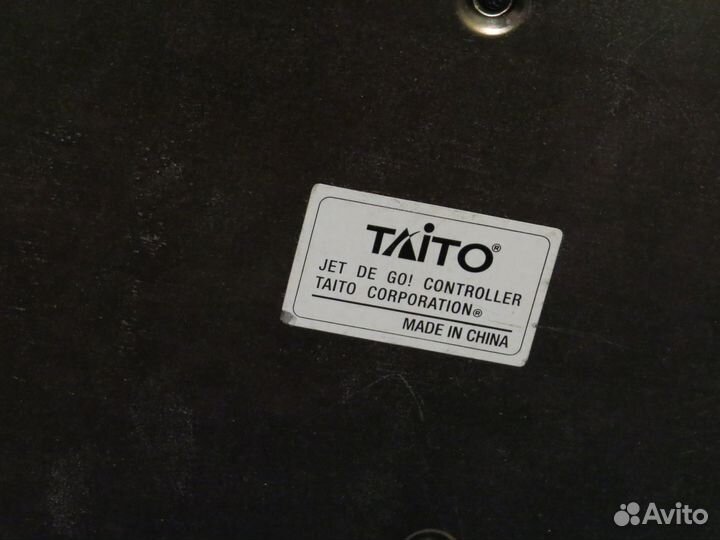 TAITO®
JET DE GO! CONTROLLER
TAITO CORPORATION®
MADE IN CHINA
Avito